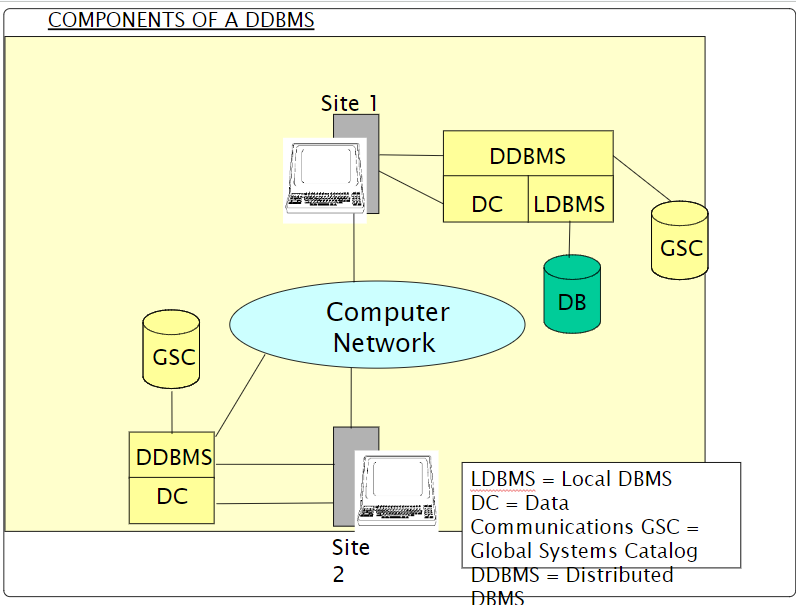 COMPONENTS OF A DDBMS
Site 1
DDBMS
DC
LDBMS
GSC
DB
Computer
Network
GSC
DDBMS
DC
Site
2
LDBMS = Local DBMS
DC = Data
Communications GSC =
Global Systems Catalog
DDBMS = Distributed
DBMS